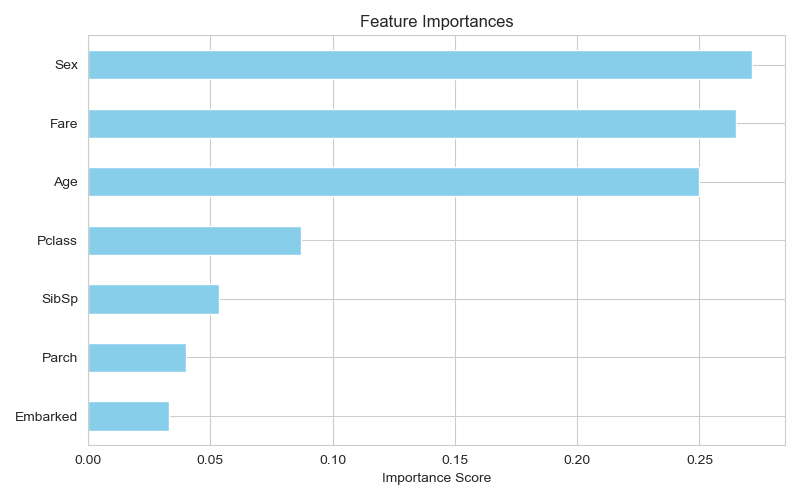 Feature Importances
Sex
Fare
Age
Pclass
SibSp
Parch
Embarked
0.00 0.05 0.10 0.15 0.20 0.25
Importance Score